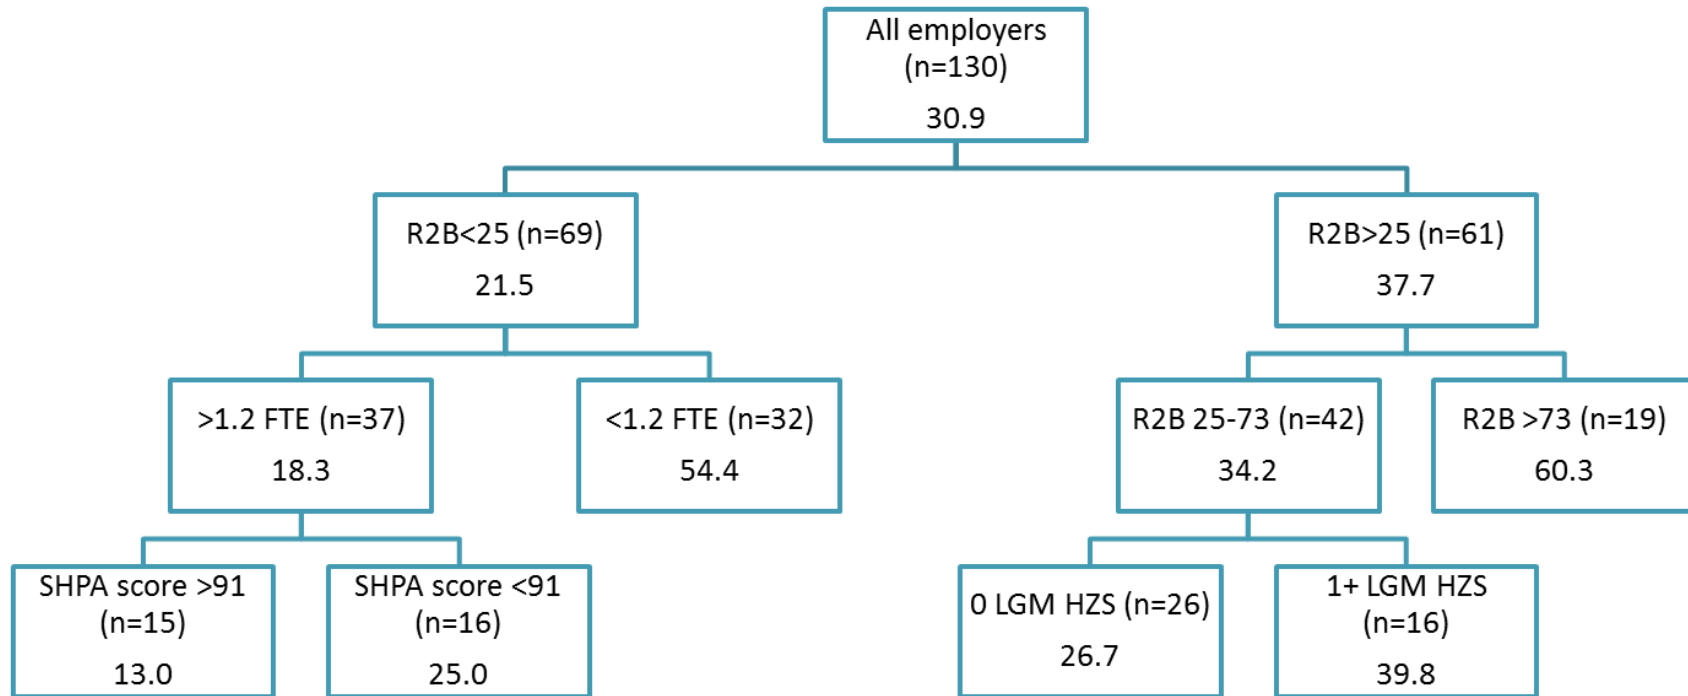 All employers
(n=130)
30.9
R2B<25 (n=69)
21.5
R2B>25 (n=61)
37.7
>1.2 FTE (n=37)
18.3
<1.2 FTE (n=32)
54.4
R2B 25-73 (n=42)
34.2
R2B >73 (n=19)
60.3
SHPA score >91
(n=15)
13.0
SHPA score <91
(n=16)
25.0
0 LGM HZS (n=26)
26.7
1+ LGM HZS
(n=16)
39.8